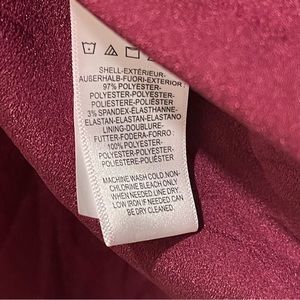 SHELL-EXTÉRIEUR-
AUßERHALB-FUORI-EXTERIOR:
97% POLYESTER-
POLYESTER-POLYESTER-
POLIESTERE-POLIÉSTER
3% SPANDEX-ÉLASTHANNE-
ELASTAN-ELASTAN-ELASTANO
LINING-DOUBLURE-
FUTTER-FODERA-FORRO:
100% POLYESTER-
POLYESTER-POLYESTER-
POLIESTERE-POLIÉSTER
MACHINE WASH COLD.NON-
CHLORINE BLEACH ONLY
WHEN NEEDED.LINE DRY.
LOW IRON IF NEEDED.CAN
BE DRY CLEANED.